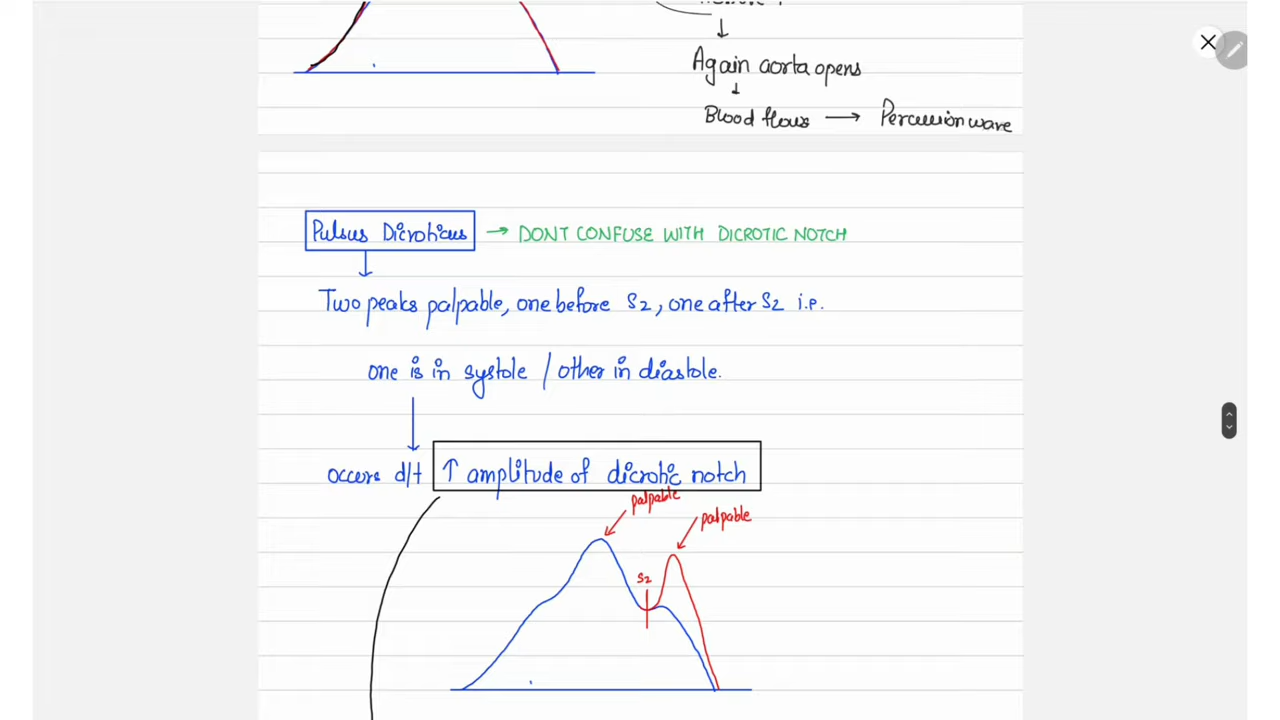 ↓
Again aorta opens
↓
Blood flows → Percussion wave
Pulsus Dicroticus → DONT CONFUSE WITH DICROTIC NOTCH
↓
Two peaks palpable, one before S2, one after S2 i.e.
one is in systole / other in diastole.
↓
occurs d/t ↑ amplitude of dicrotic notch
palpable
palpable
S2